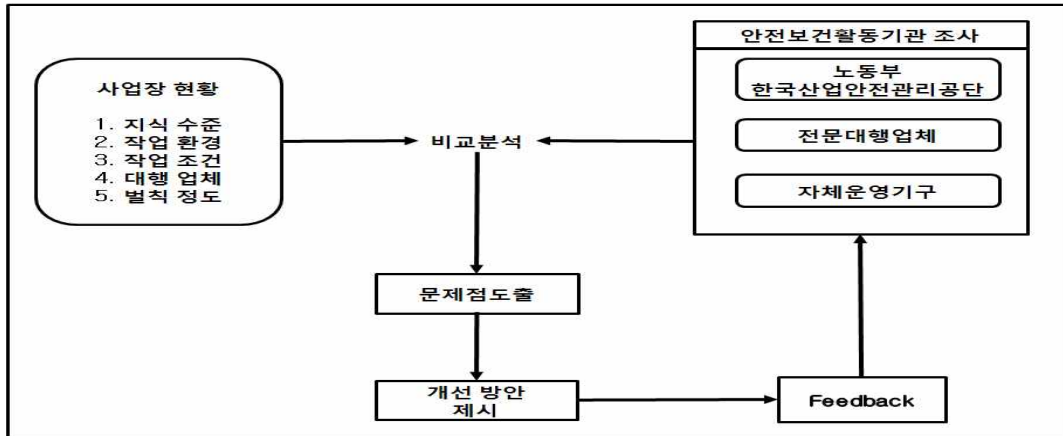 사업장 현황
1. 지식 수준
2. 작업 환경
3. 작업 조건
4. 대행 업체
5. 벌칙 정도
비교분석
안전보건활동기관 조사
노동부
한국산업안전관리공단
전문대행업체
자체운영기구
문제점도출
개선 방안
제시
Feedback